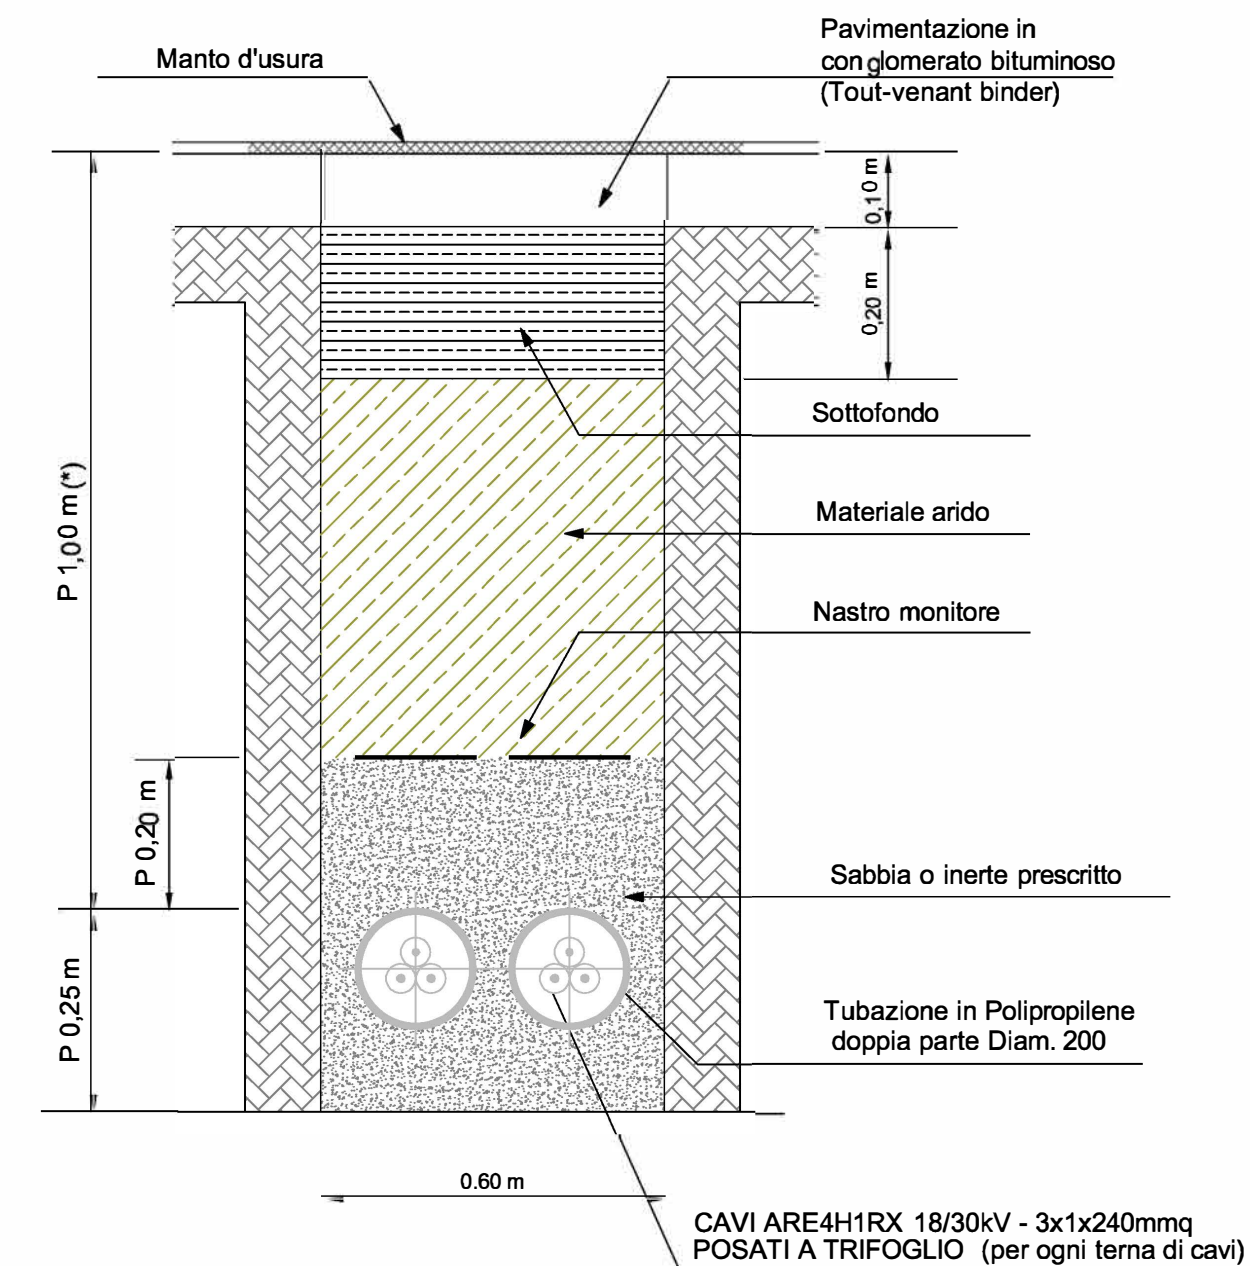 Manto d'usura
Pavimentazione in
conglomerato bituminoso
(Tout-venant binder)
0,10 m
0,20 m
Sottofondo
Materiale arido
P 1,00 m (*)
Nastro monitore
P 0,20 m
Sabbia o inerte prescritto
P 0,25 m
Tubazione in Polipropilene
doppia parte Diam. 200
0.60 m
CAVI ARE4H1RX 18/30kV - 3x1x240mmq
POSATI A TRIFOGLIO (per ogni terna di cavi)